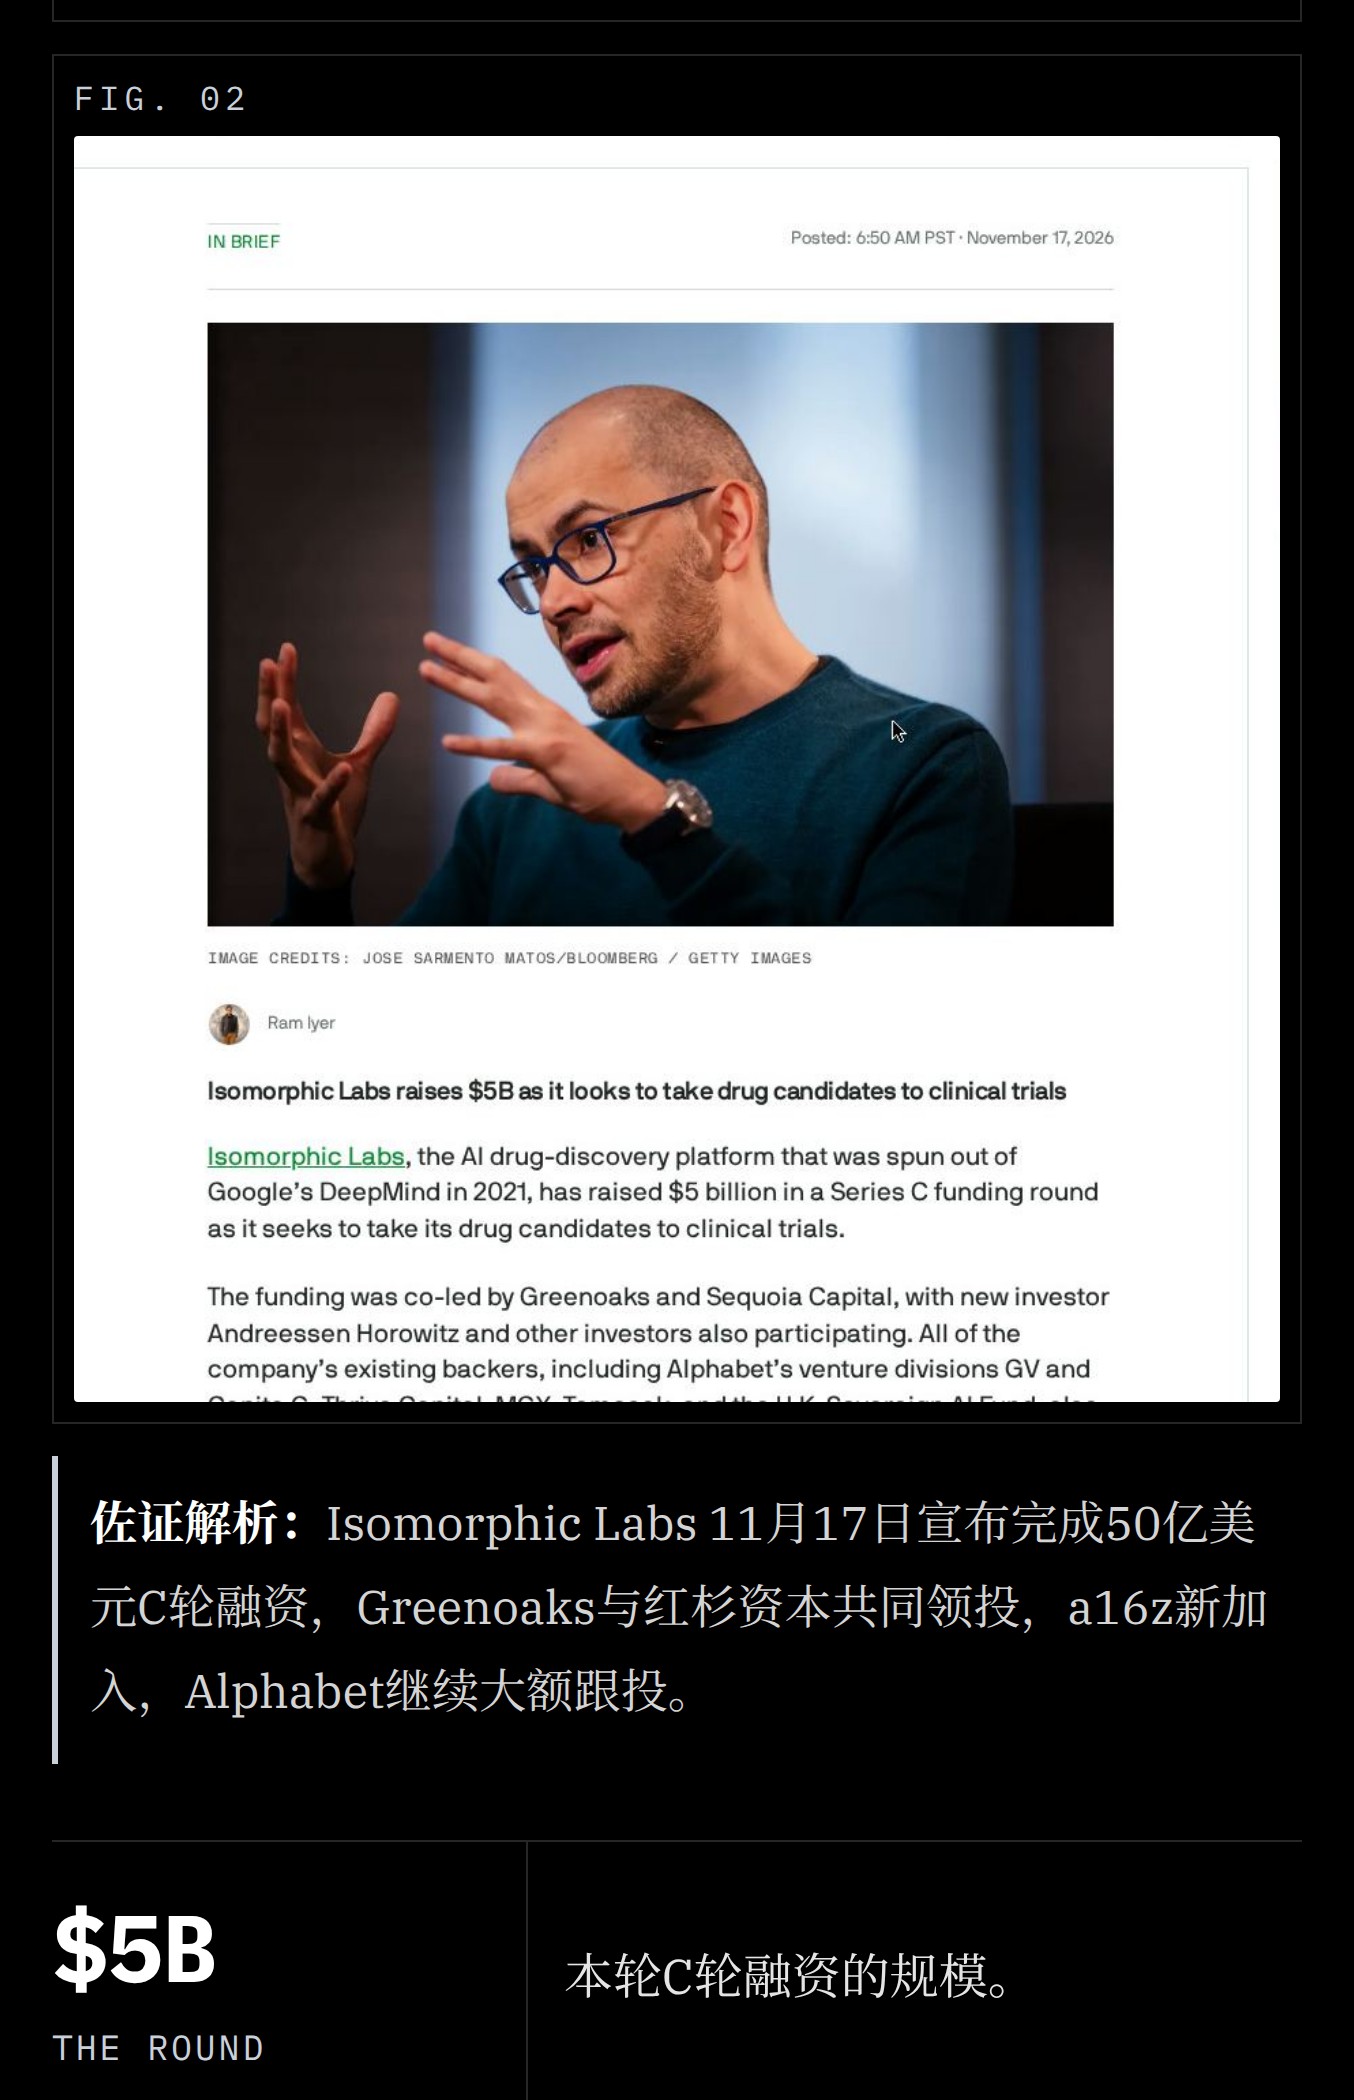 FIG. 02
IN BRIEF
Posted: 6:50 AM PST · November 17, 2026
IMAGE CREDITS: JOSE SARMENTO MATOS/BLOOMBERG / GETTY IMAGES
Ram Iyer
Isomorphic Labs raises $5B as it looks to take drug candidates to clinical trials
Isomorphic Labs, the AI drug-discovery platform that was spun out of
Google’s DeepMind in 2021, has raised $5 billion in a Series C funding round
as it seeks to take its drug candidates to clinical trials.
The funding was co-led by Greenoaks and Sequoia Capital, with new investor
Andreessen Horowitz and other investors also participating. All of the
company’s existing backers, including Alphabet’s venture divisions GV and
佐证解析：Isomorphic Labs 11月17日宣布完成50亿美
元C轮融资，Greenoaks与红杉资本共同领投，a16z新加
入，Alphabet继续大额跟投。
$5B
THE ROUND
本轮C轮融资的规模。